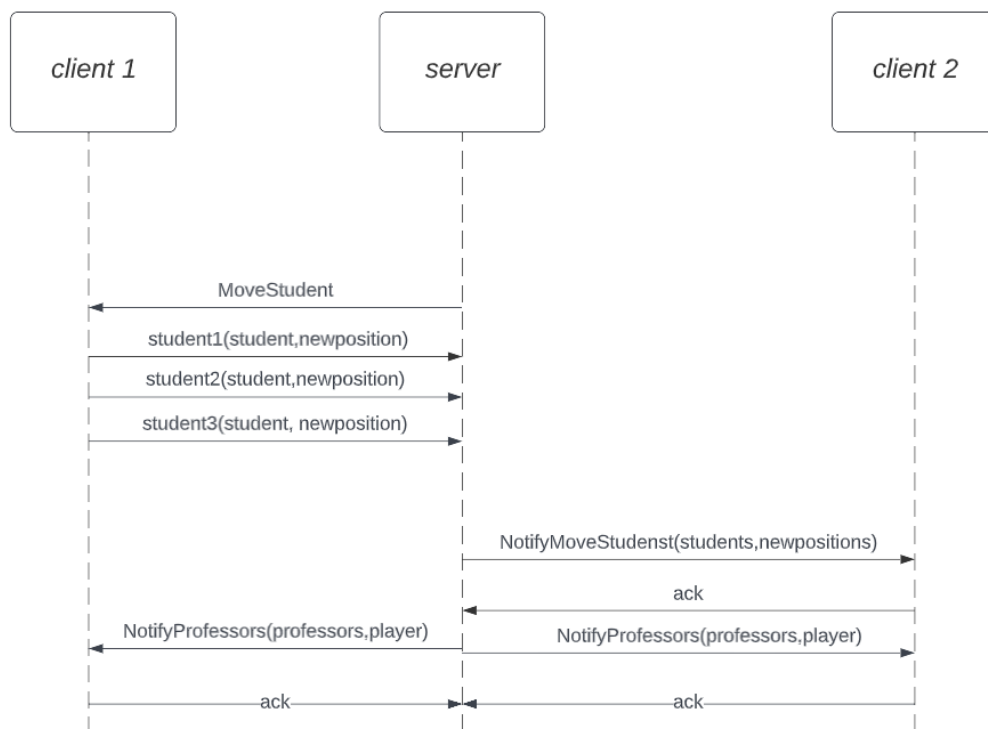 client 1
server
client 2
MoveStudent
student1(student,newposition)
student2(student,newposition)
student3(student, newposition)
NotifyMoveStudenst(students,newpositions)
ack
NotifyProfessors(professors,player)
NotifyProfessors(professors,player)
ack
ack